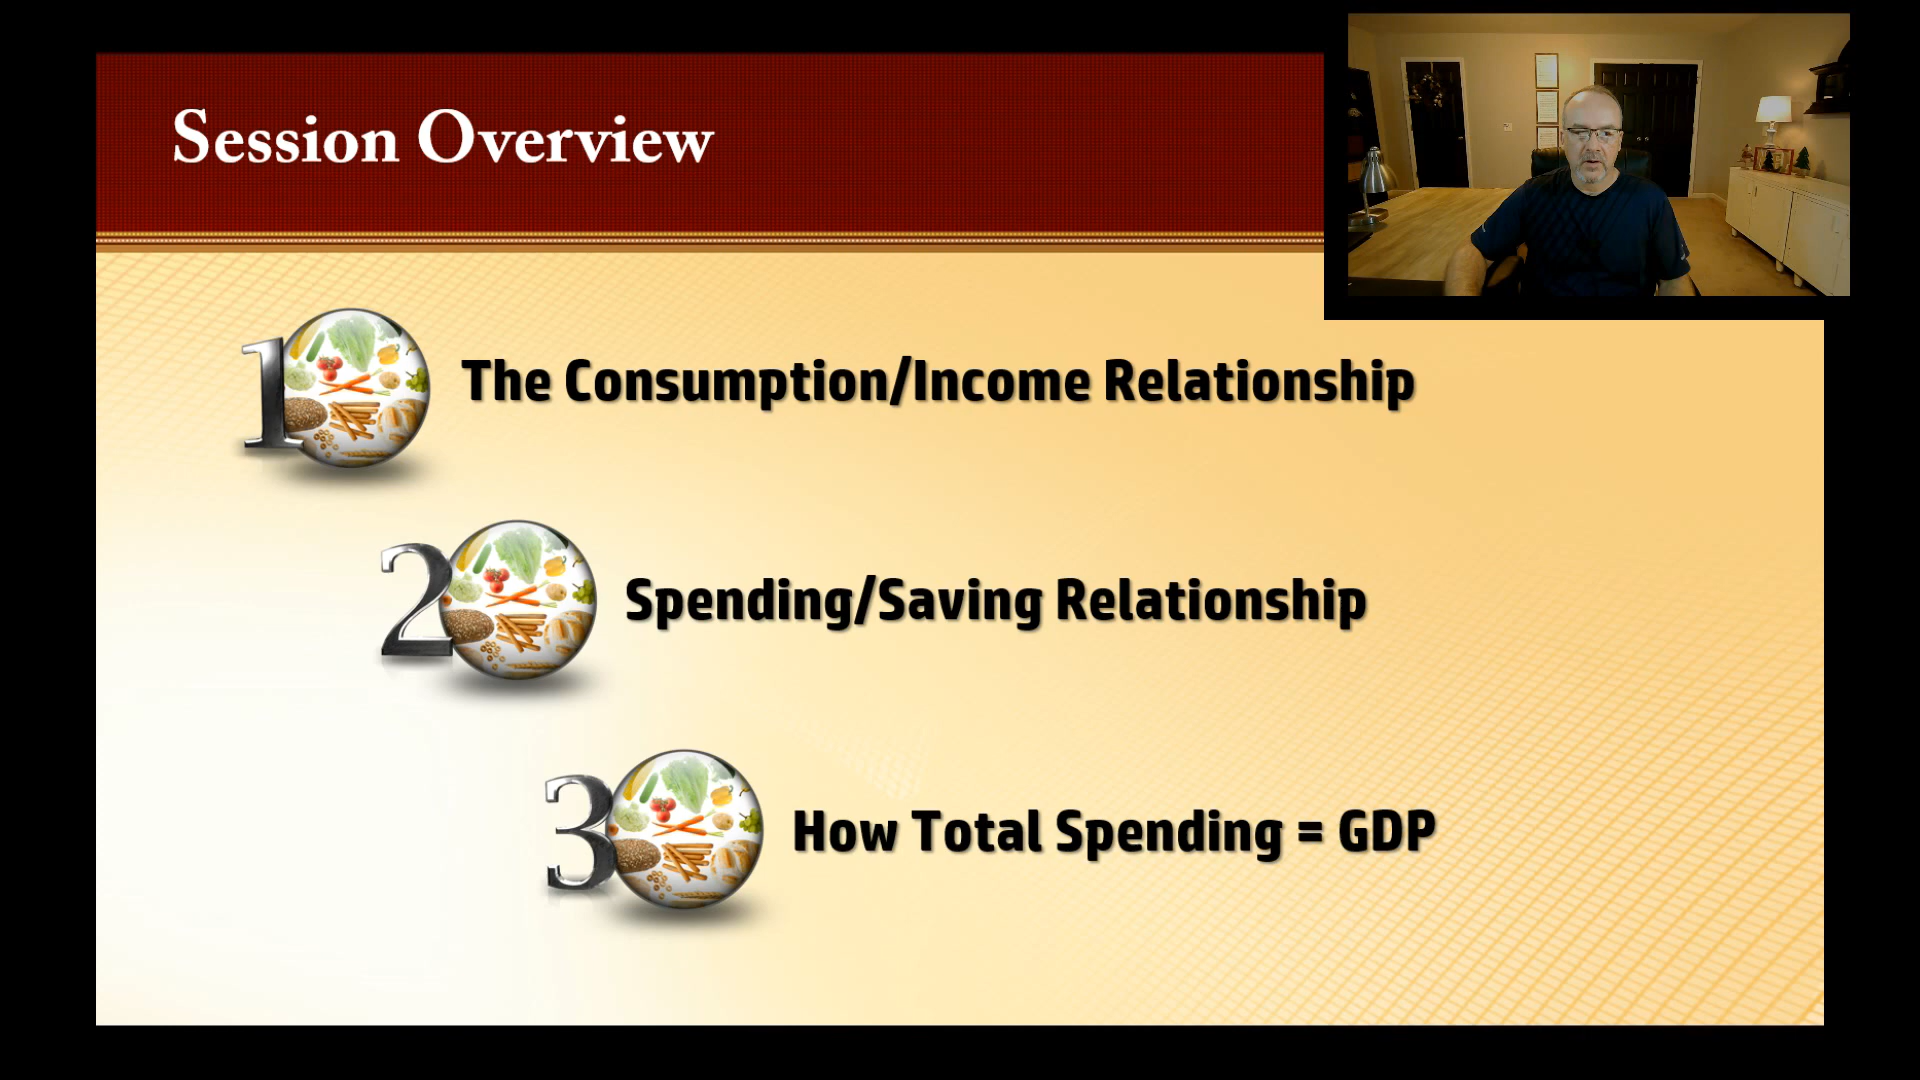 Session Overview
1 The Consumption/Income Relationship
2 Spending/Saving Relationship
3 How Total Spending = GDP